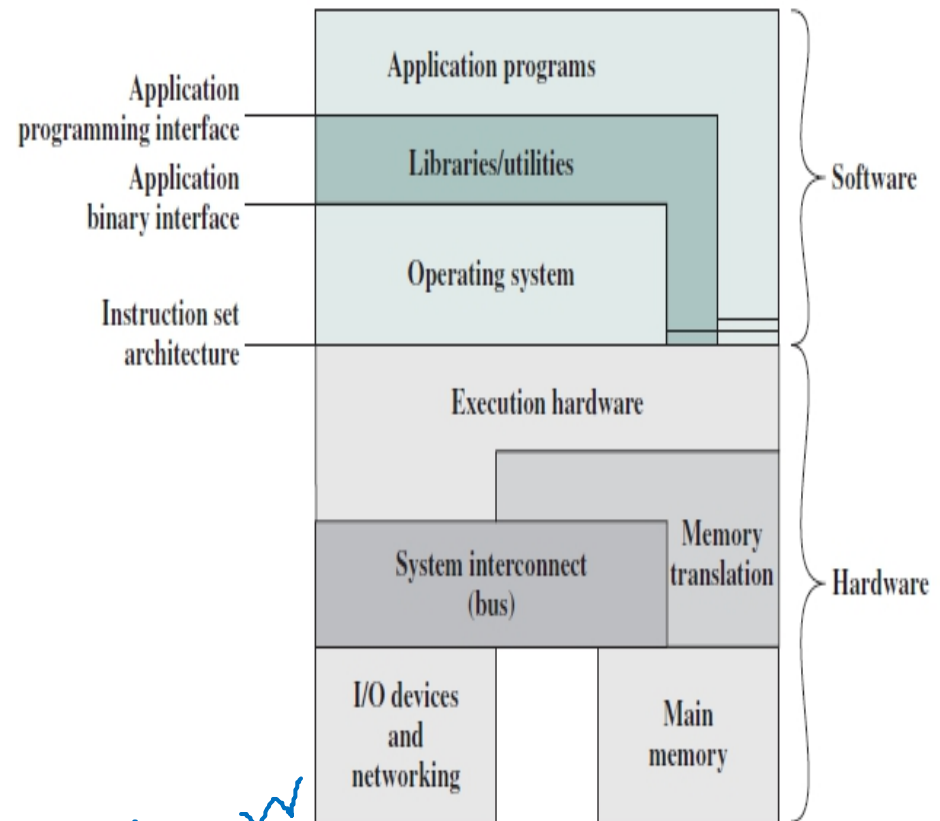 Application programs
Application
programming interface
Libraries/utilities
Software
Application
binary interface
Operating system
Instruction set
architecture
Execution hardware
Memory
translation
System interconnect
(bus)
Hardware
I/O devices
and
networking
Main
memory